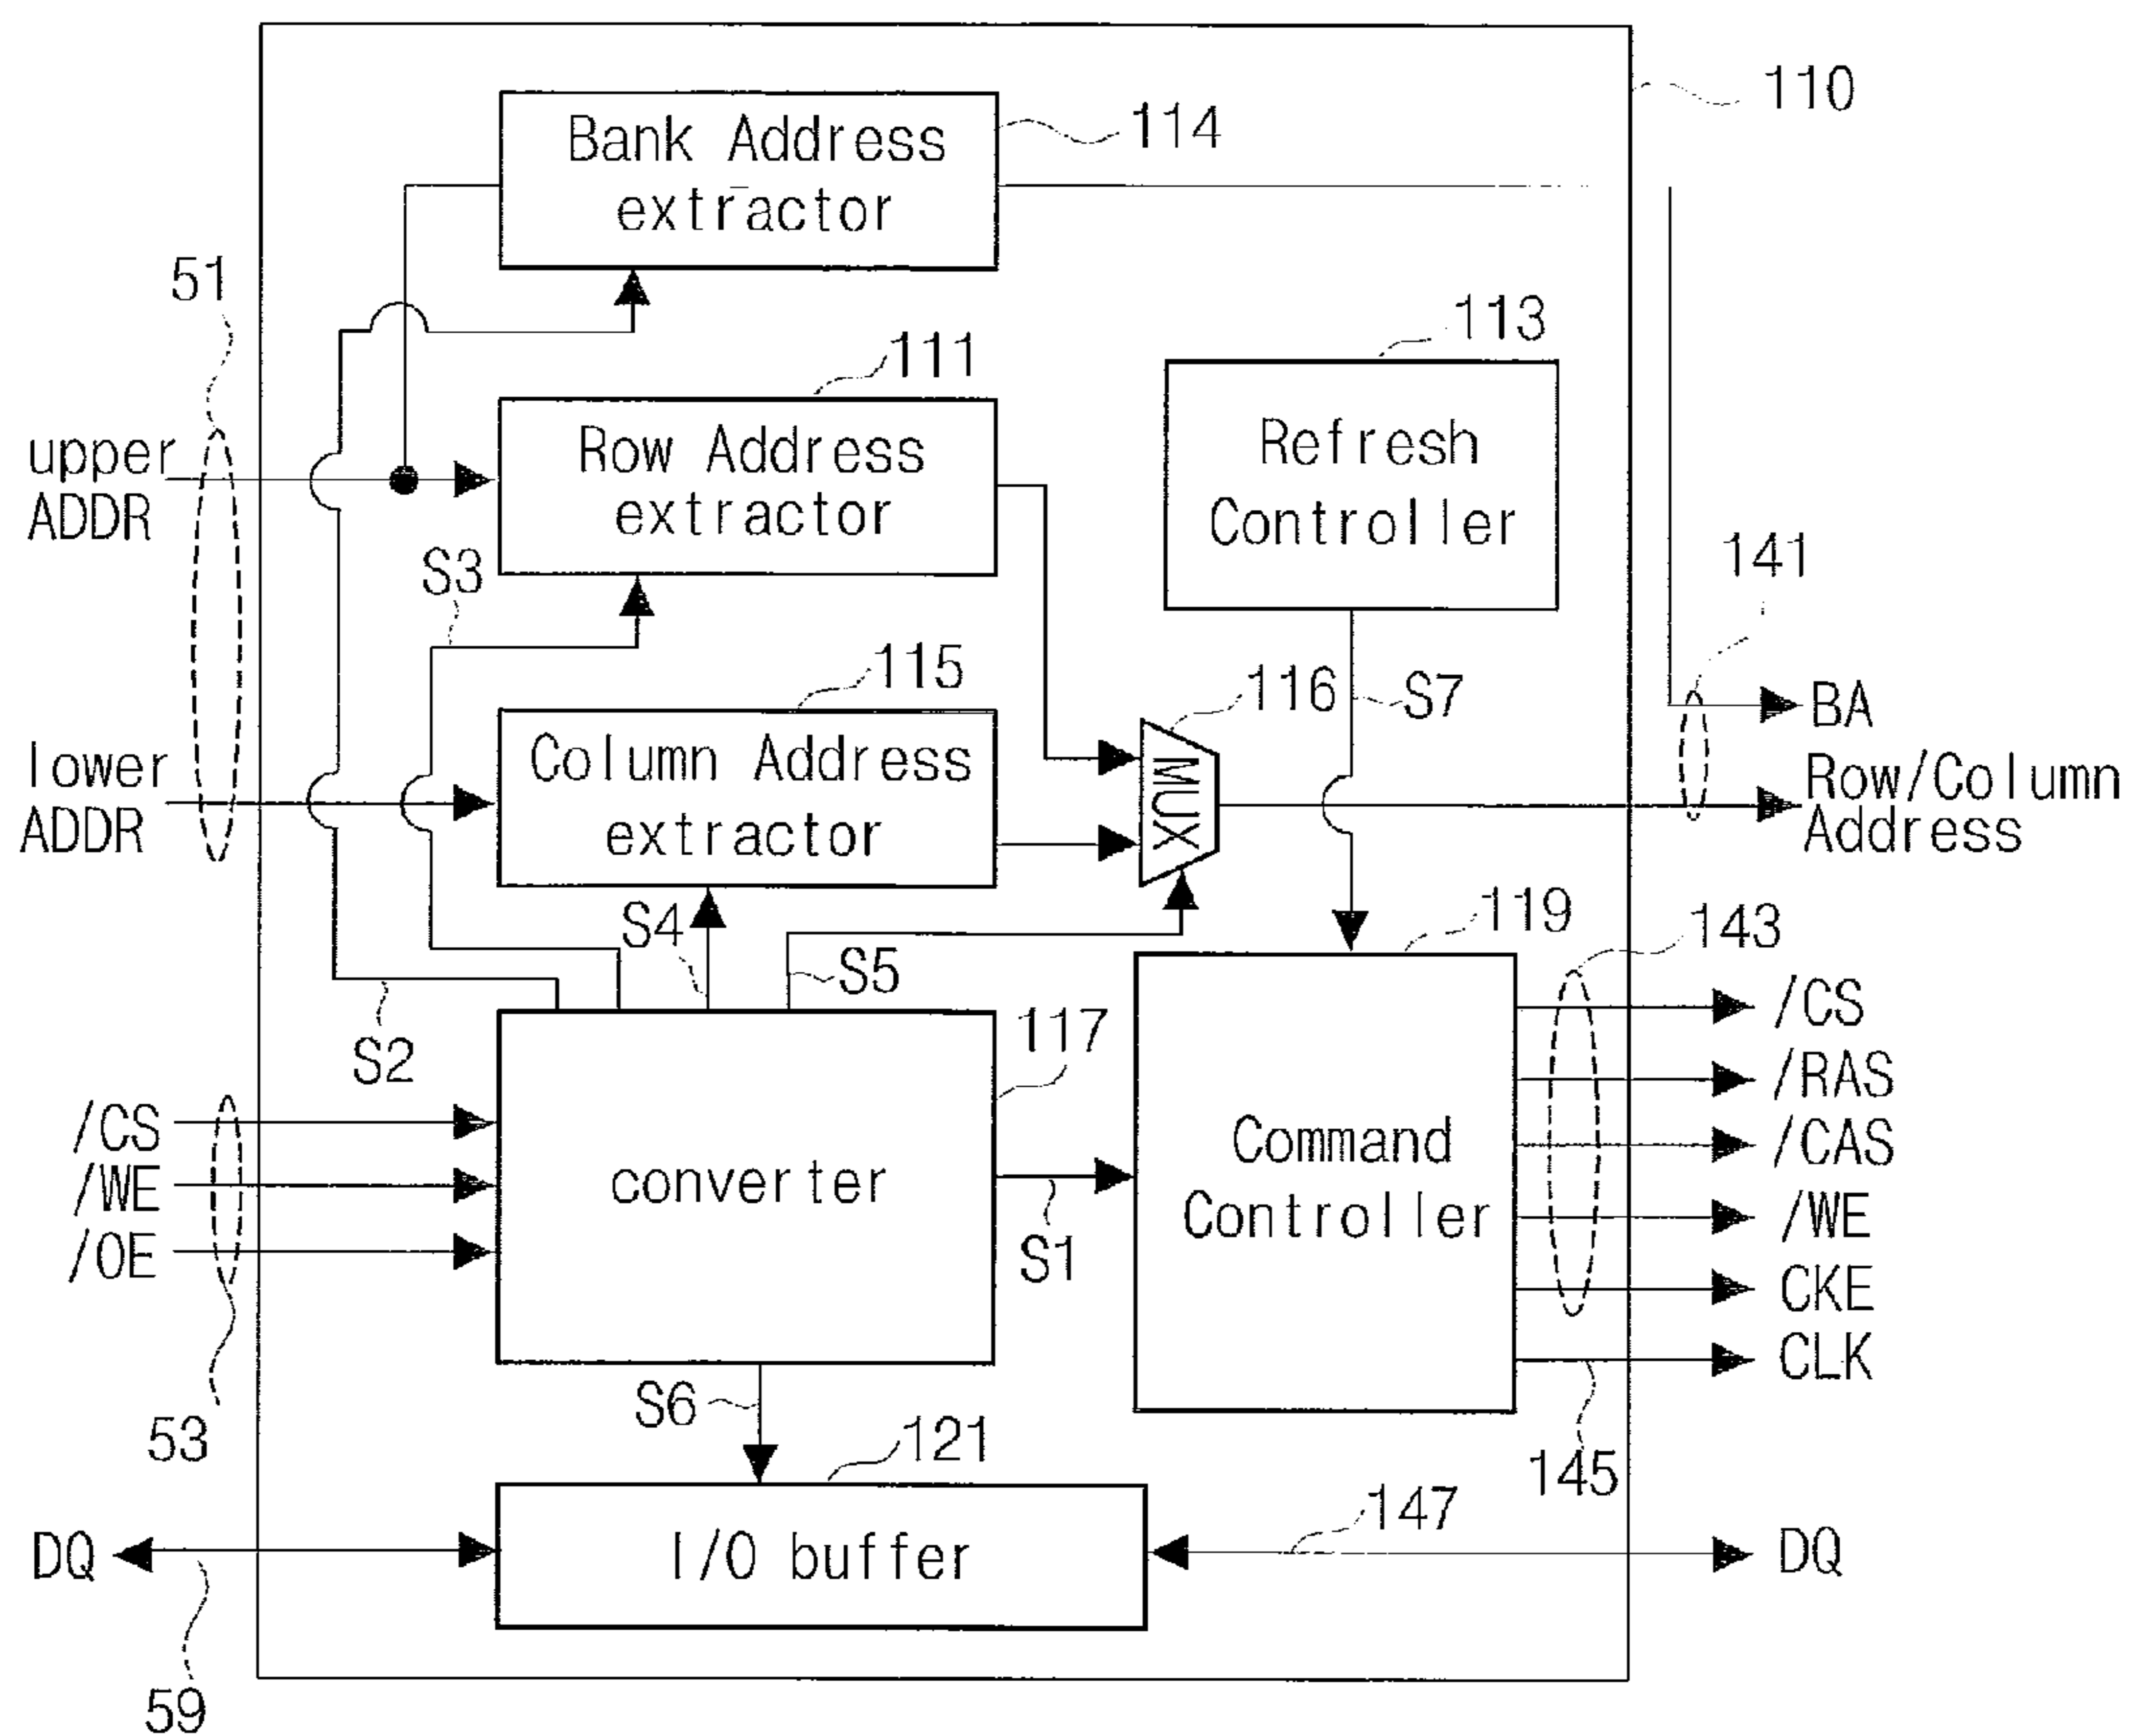 110
Bank Address
extractor
114
51
113
111
upper
ADDR
Row Address
extractor
Refresh
Controller
141
S3
115
116
S7
BA
lower
ADDR
Column Address
extractor
MUX
Row/Column
Address
S4
S5
119
143
S2
117
/CS
/RAS
/CAS
/WE
CKE
CLK
/CS
/WE
/OE
converter
S1
Command
Controller
53
S6
121
145
147
DQ
I/O buffer
DQ
59